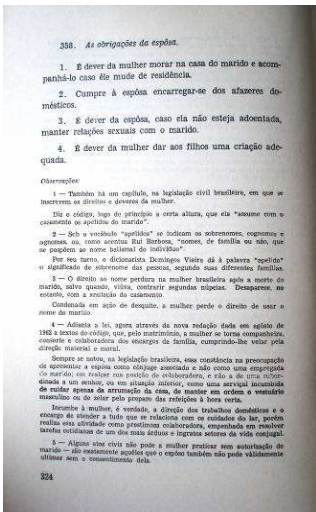 358. As obrigações da espôsa.
1. É dever da mulher morar na casa do marido e acom-
panhá-lo caso êle mude de residência.
2. Cumpre à espôsa encarregar-se dos afazeres do-
mésticos.
3. É dever da espôsa, caso ela não esteja adoentada,
manter relações sexuais com o marido.
4. É dever da mulher dar aos filhos uma criação ade-
quada.
Observações:
1 — Também há um capítulo, na legislação civil brasileira, em que se
inscrevem os direitos e deveres da mulher.
Diz o código, logo de princípio a certa altura, que ela "assume com o
casamento os apelidos do marido".
2 — Sob o vocábulo "apelidos" se indicam os sobrenomes, cognomes e
agnomes, ou, como acentua Rui Barbosa, "nomes, de família ou não, que
se pospõem ao nome batismal do indivíduo".
Por seu turno, o dicionarista Domingos Vieira dá à palavra "apelido"
o significado de sobrenome das pessoas, segundo suas diferentes famílias.
3 — O direito ao nome perdura na mulher brasileira após a morte do
marido, salvo quando, viúva, contrair segundas núpcias. Desaparece, no
entanto, com a anulação do casamento.
Condenada em ação de desquite, a mulher perde o direito de usar o
nome do marido.
4 — Adianta a lei, agora através da nova redação dada em agôsto de
1962 a textos do código, que, pelo matrimônio, a mulher se torna companheira,
consorte e colaboradora dos encargos da família, cumprindo-lhe velar pela
direção material e moral.
Sempre se notou, na legislação brasileira, essa constância na preocupação
de apresentar a espôsa como cônjuge associada e não como uma empregada
do marido; em realçar sua posição de colaboradora, e não a de uma subor-
dinada a um senhor, ou em situação inferior, como uma serviçal incumbida
de cuidar apenas da arrumação da casa, de manter em ordem o vestuário
masculino ou de zelar pelo preparo das refeições à hora certa.
Incumbe à mulher, é verdade, a direção dos trabalhos domésticos e o
encargo de atender a tudo que se relaciona com os cuidados do lar, porém
realiza essa atividade como prestimosa colaboradora, empenhada em resolver
tarefas cotidianas de um dos mais árduos e ingratos setores da vida conjugal.
5 — Alguns atos civis não pode a mulher praticar sem autorização do
marido — são exatamente aquêles que o espôso também não pode vàlidamente
ultimar sem o consentimento dela.
324